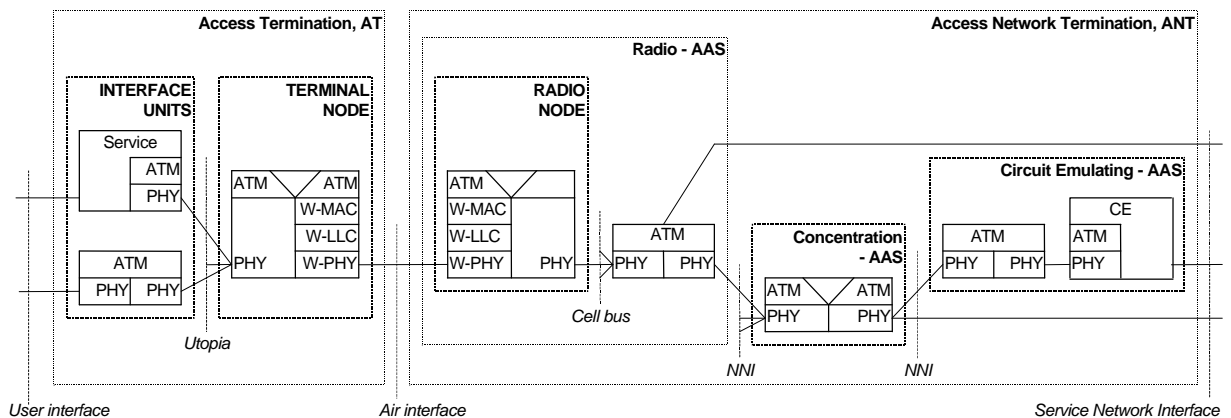 Access Termination, AT
Access Network Termination, ANT
Radio - AAS
INTERFACE
UNITS
TERMINAL
NODE
RADIO
NODE
Service
ATM
PHY
ATM
PHY
PHY
Utopia
ATM
ATM
W-MAC
W-LLC
PHY
W-PHY
ATM
W-MAC
W-LLC
W-PHY
PHY
Cell bus
ATM
PHY
PHY
Concentration
- AAS
ATM
ATM
PHY
PHY
NNI
NNI
Circuit Emulating - AAS
ATM
PHY
PHY
CE
ATM
PHY
User interface
Air interface
Service Network Interface